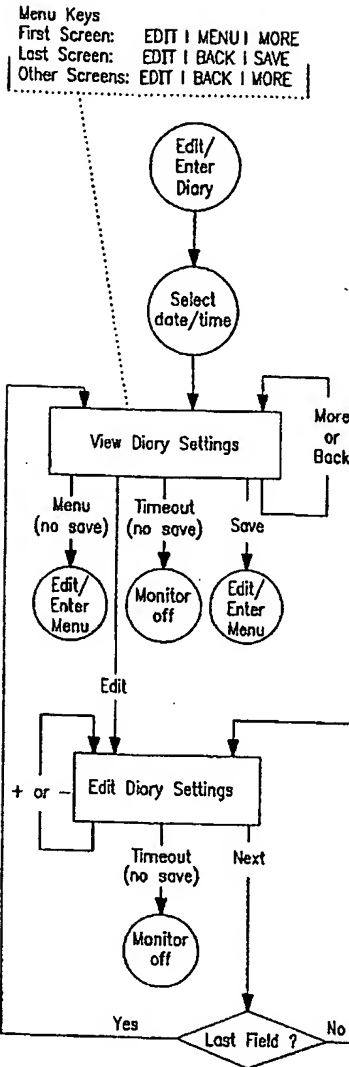 Menu Keys
First Screen: EDIT | MENU | MORE
Last Screen: EDIT | BACK | SAVE
Other Screens: EDIT | BACK | MORE
Edit/
Enter
Diary
Select
date/time
View Diary Settings
More
or
Back
Menu
(no save)
Timeout
(no save)
Save
Edit/
Enter
Menu
Monitor
off
Edit/
Enter
Menu
Edit
+ or –
Edit Diary Settings
Timeout
(no save)
Next
Monitor
off
Yes
Last Field ?
No